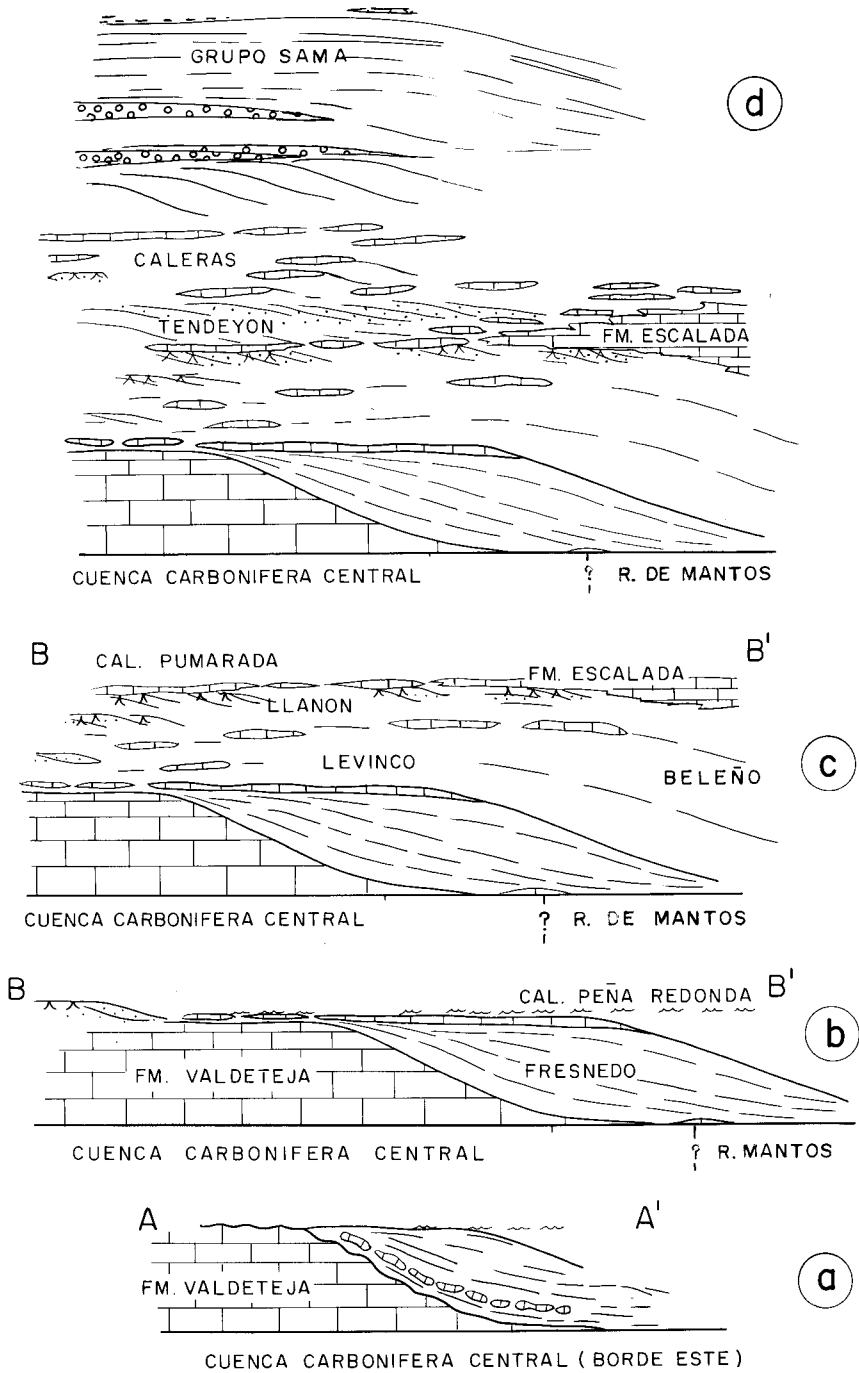 GRUPO SAMA
d
CALERAS
TENDEYON
FM. ESCALADA
CUENCA CARBONIFERA CENTRAL
? R. DE MANTOS
B
B'
CAL. PUMARADA
FM. ESCALADA
LLANON
LEVINCO
BELEÑO
c
CUENCA CARBONIFERA CENTRAL
? R. DE MANTOS
B
B'
CAL. PEÑA REDONDA
b
FM. VALDETEJA
FRESNEDO
CUENCA CARBONIFERA CENTRAL
? R. MANTOS
A
A'
FM. VALDETEJA
a
CUENCA CARBONIFERA CENTRAL (BORDE ESTE)